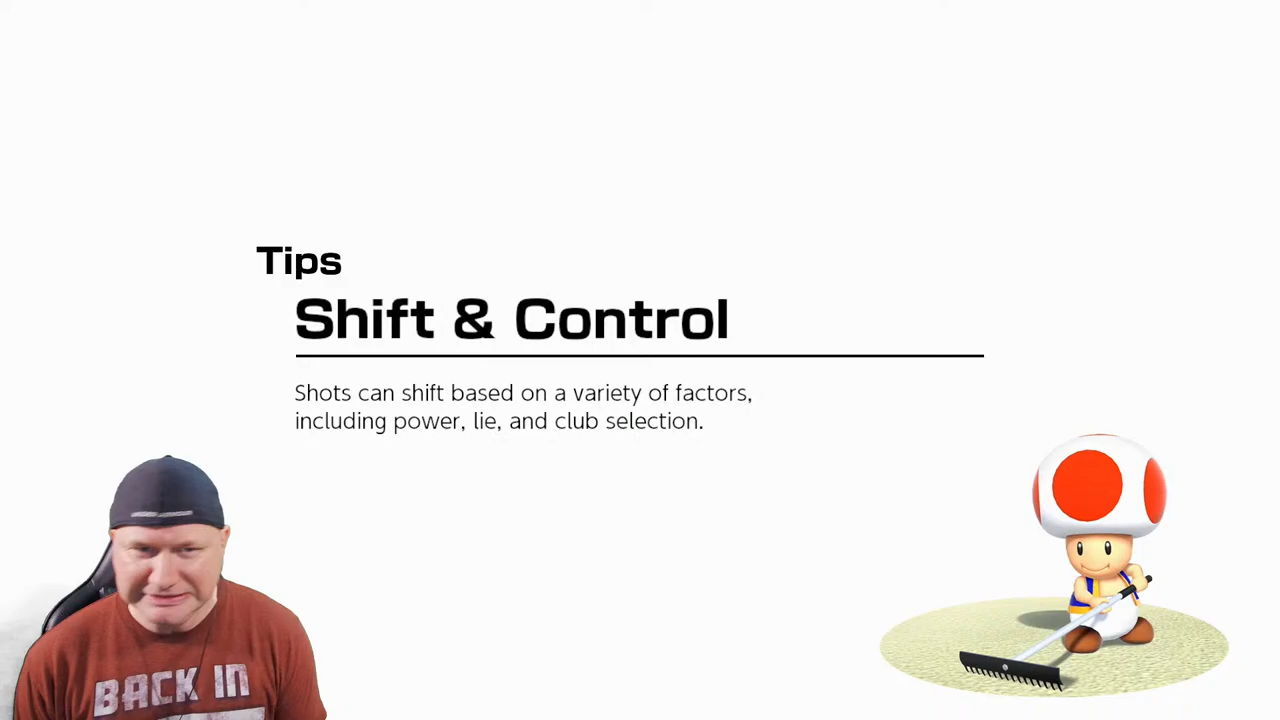 Tips
Shift & Control
Shots can shift based on a variety of factors,
including power, lie, and club selection.
BACK IN